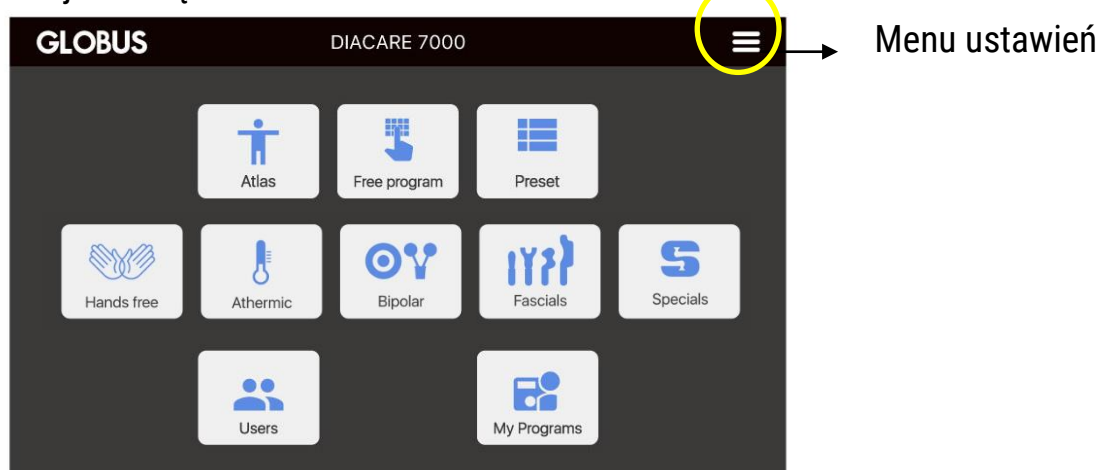 GLOBUS DIACARE 7000 Menu ustawień
Atlas Free program Preset
Hands free Athermic Bipolar Fascials Specials
Users My Programs